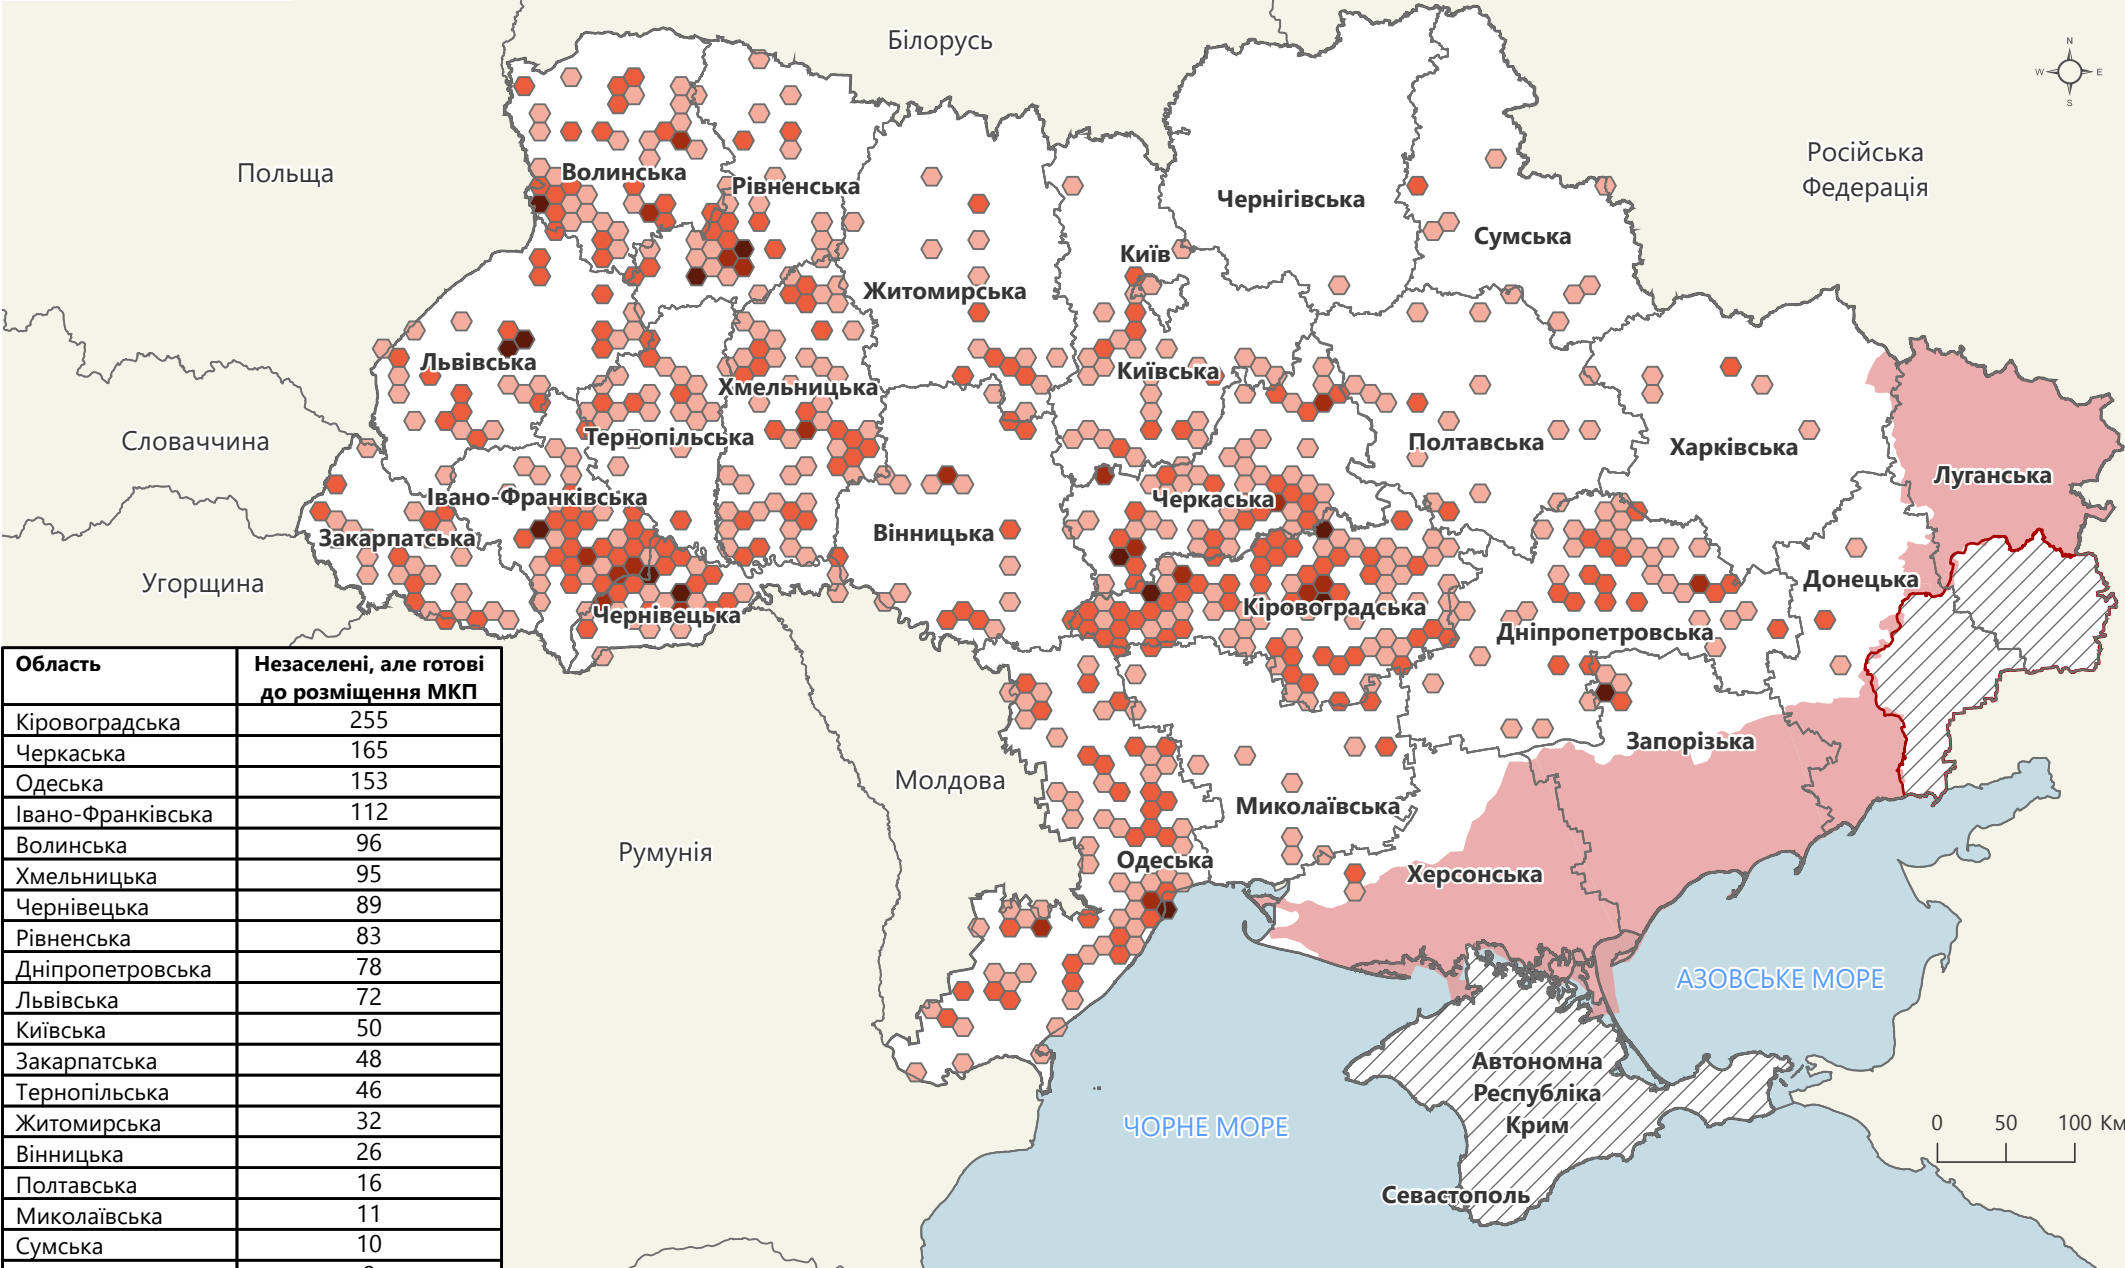 Білорусь
N
W
E
S
Російська
Федерація
Польща
Волинська
Рівненська
Чернігівська
Сумська
Київ
Житомирська
Львівська
Київська
Хмельницька
Словаччина
Тернопільська
Полтавська
Харківська
Луганська
Івано-Франківська
Черкаська
Закарпатська
Вінницька
Угорщина
Донецька
Чернівецька
Кіровоградська
Дніпропетровська
Запорізька
Молдова
Миколаївська
Румунія
Одеська
Херсонська
АЗОВСЬКЕ МОРЕ
Автономна
Республіка
Крим
ЧОРНЕ МОРЕ
Севастополь
0 50 100 Км
Область Незаселені, але готові
до розміщення МКП
Кіровоградська 255
Черкаська 165
Одеська 153
Івано-Франківська 112
Волинська 96
Хмельницька 95
Чернівецька 89
Рівненська 83
Дніпропетровська 78
Львівська 72
Київська 50
Закарпатська 48
Тернопільська 46
Житомирська 32
Вінницька 26
Полтавська 16
Миколаївська 11
Сумська 10